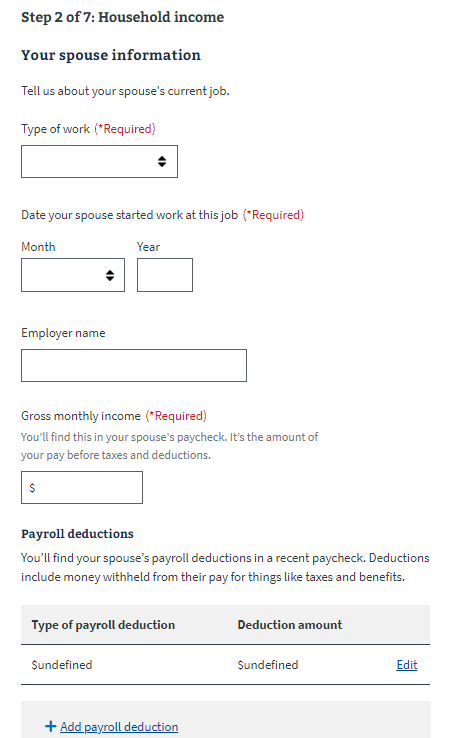 Step 2 of 7: Household income
Your spouse information
Tell us about your spouse's current job.
Type of work (*Required)
Date your spouse started work at this job (*Required)
Month Year
Employer name
Gross monthly income (*Required)
You'll find this in your spouse's paycheck. It's the amount of
your pay before taxes and deductions.
$
Payroll deductions
You'll find your spouse's payroll deductions in a recent paycheck. Deductions
include money withheld from their pay for things like taxes and benefits.
Type of payroll deduction Deduction amount
$undefined $undefined Edit
+ Add payroll deduction